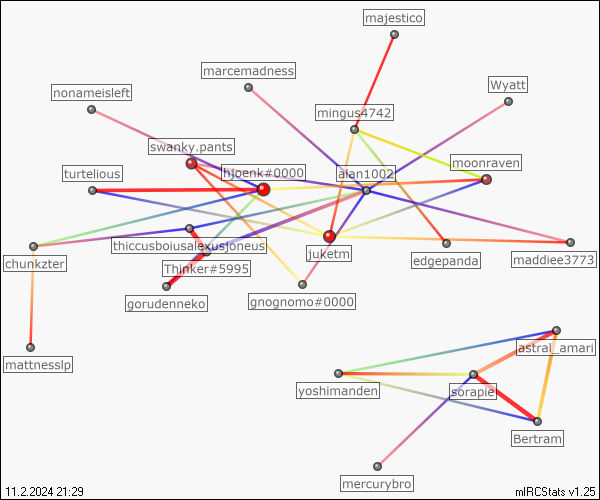 majestico
marcemadness
Wyatt
nonameisleft
mingus4742
swanky.pants
moonraven
turtelious
hjoenk#0000
alan1002
thiccusboiusalexusjoneus
juketm
edgepanda
maddiee3773
chunkzter
Thinker#5995
gorudenneko
gnognomo#0000
mattnesslp
astral_amari
yoshimanden
sorapie
Bertram
mercurybro
11.2.2024 21:29
mIRCStats v1.25